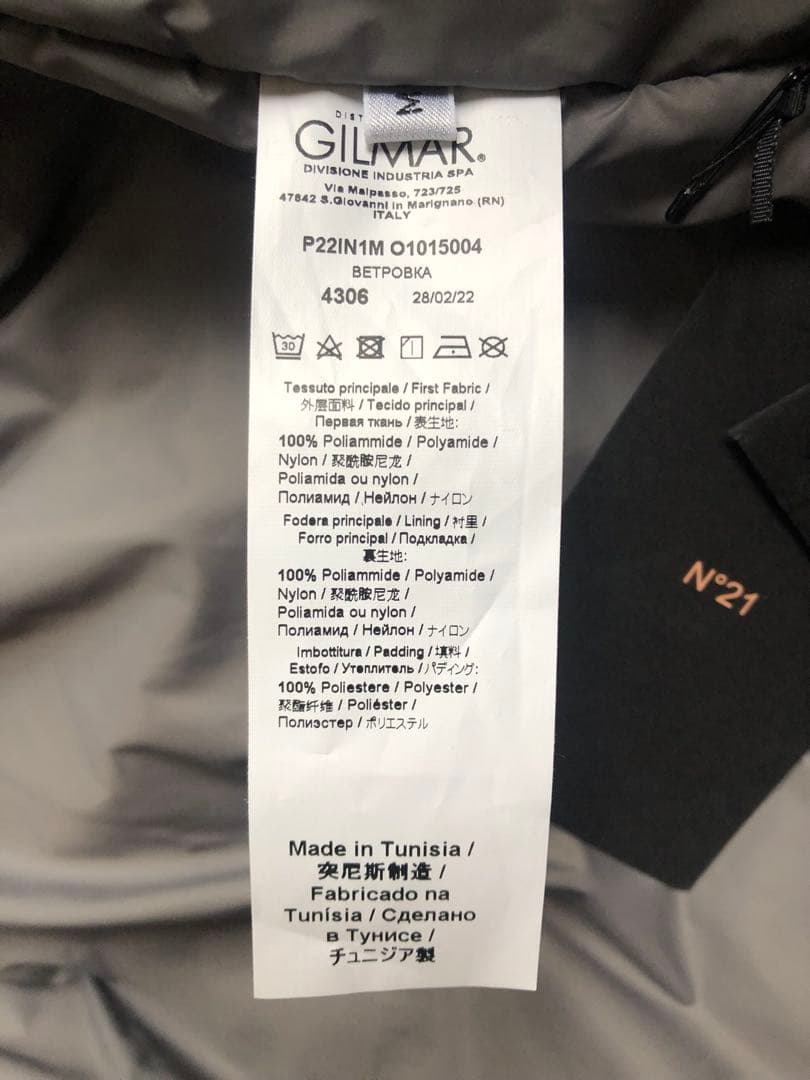 M
DIST
GILMAR®
DIVISIONE INDUSTRIA SPA
Via Malpasso, 723/725
47842 S.Giovanni in Marignano (RN)
ITALY
P22IN1M O1015004
ВЕТРОВКА
4306 28/02/22
30
Tessuto principale / First Fabric /
外层面料 / Tecido principal /
Первая ткань / 表生地:
100% Poliammide / Polyamide /
Nylon / 聚酰胺尼龙 /
Poliamida ou nylon /
Полиамид / Нейлон / ナイロン
Fodera principale / Lining / 衬里 /
Forro principal / Подкладка /
裏生地:
100% Poliammide / Polyamide /
Nylon / 聚酰胺尼龙 /
Poliamida ou nylon /
Полиамид / Нейлон / ナイロン
Imbottitura / Padding / 填料 /
Estofo / Утеплитель / パディング:
100% Poliestere / Polyester /
聚酯纤维 / Poliéster /
Полиэстер / ポリエステル
Made in Tunisia /
突尼斯制造 /
Fabricado na
Tunísia / Сделано
в Тунисе /
チュニジア製
N°21